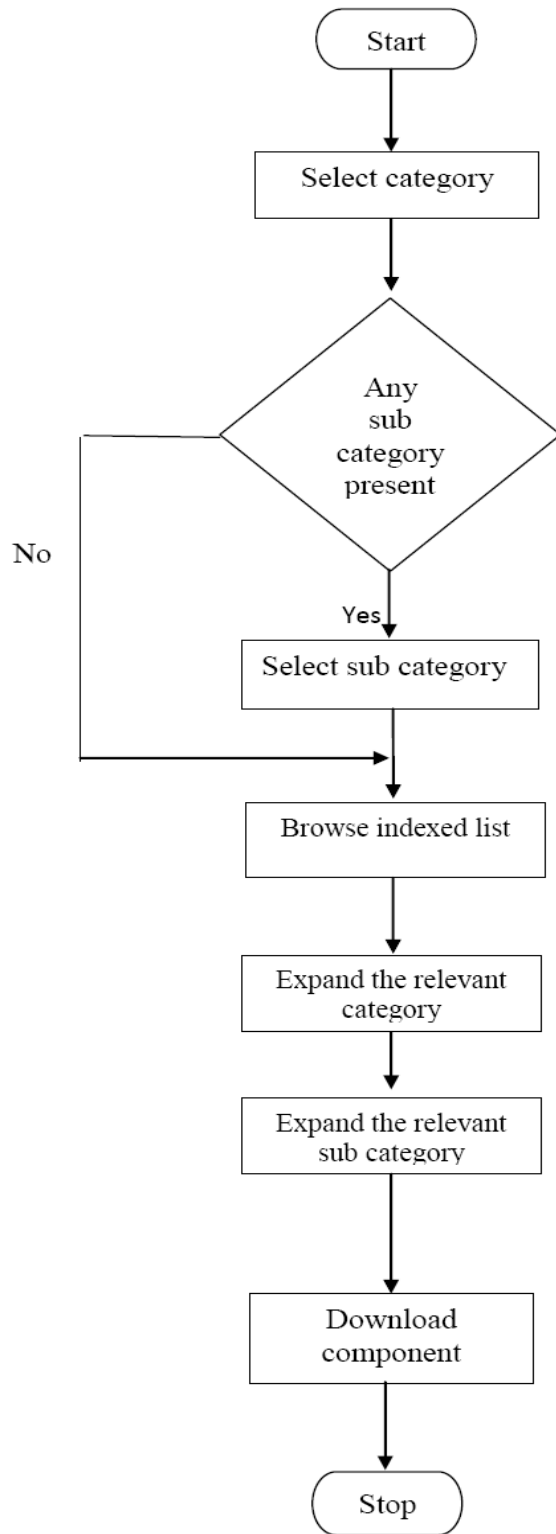 Start
Select category
Any
sub
category
present
No
Yes
Select sub category
Browse indexed list
Expand the relevant
category
Expand the relevant
sub category
Download
component
Stop